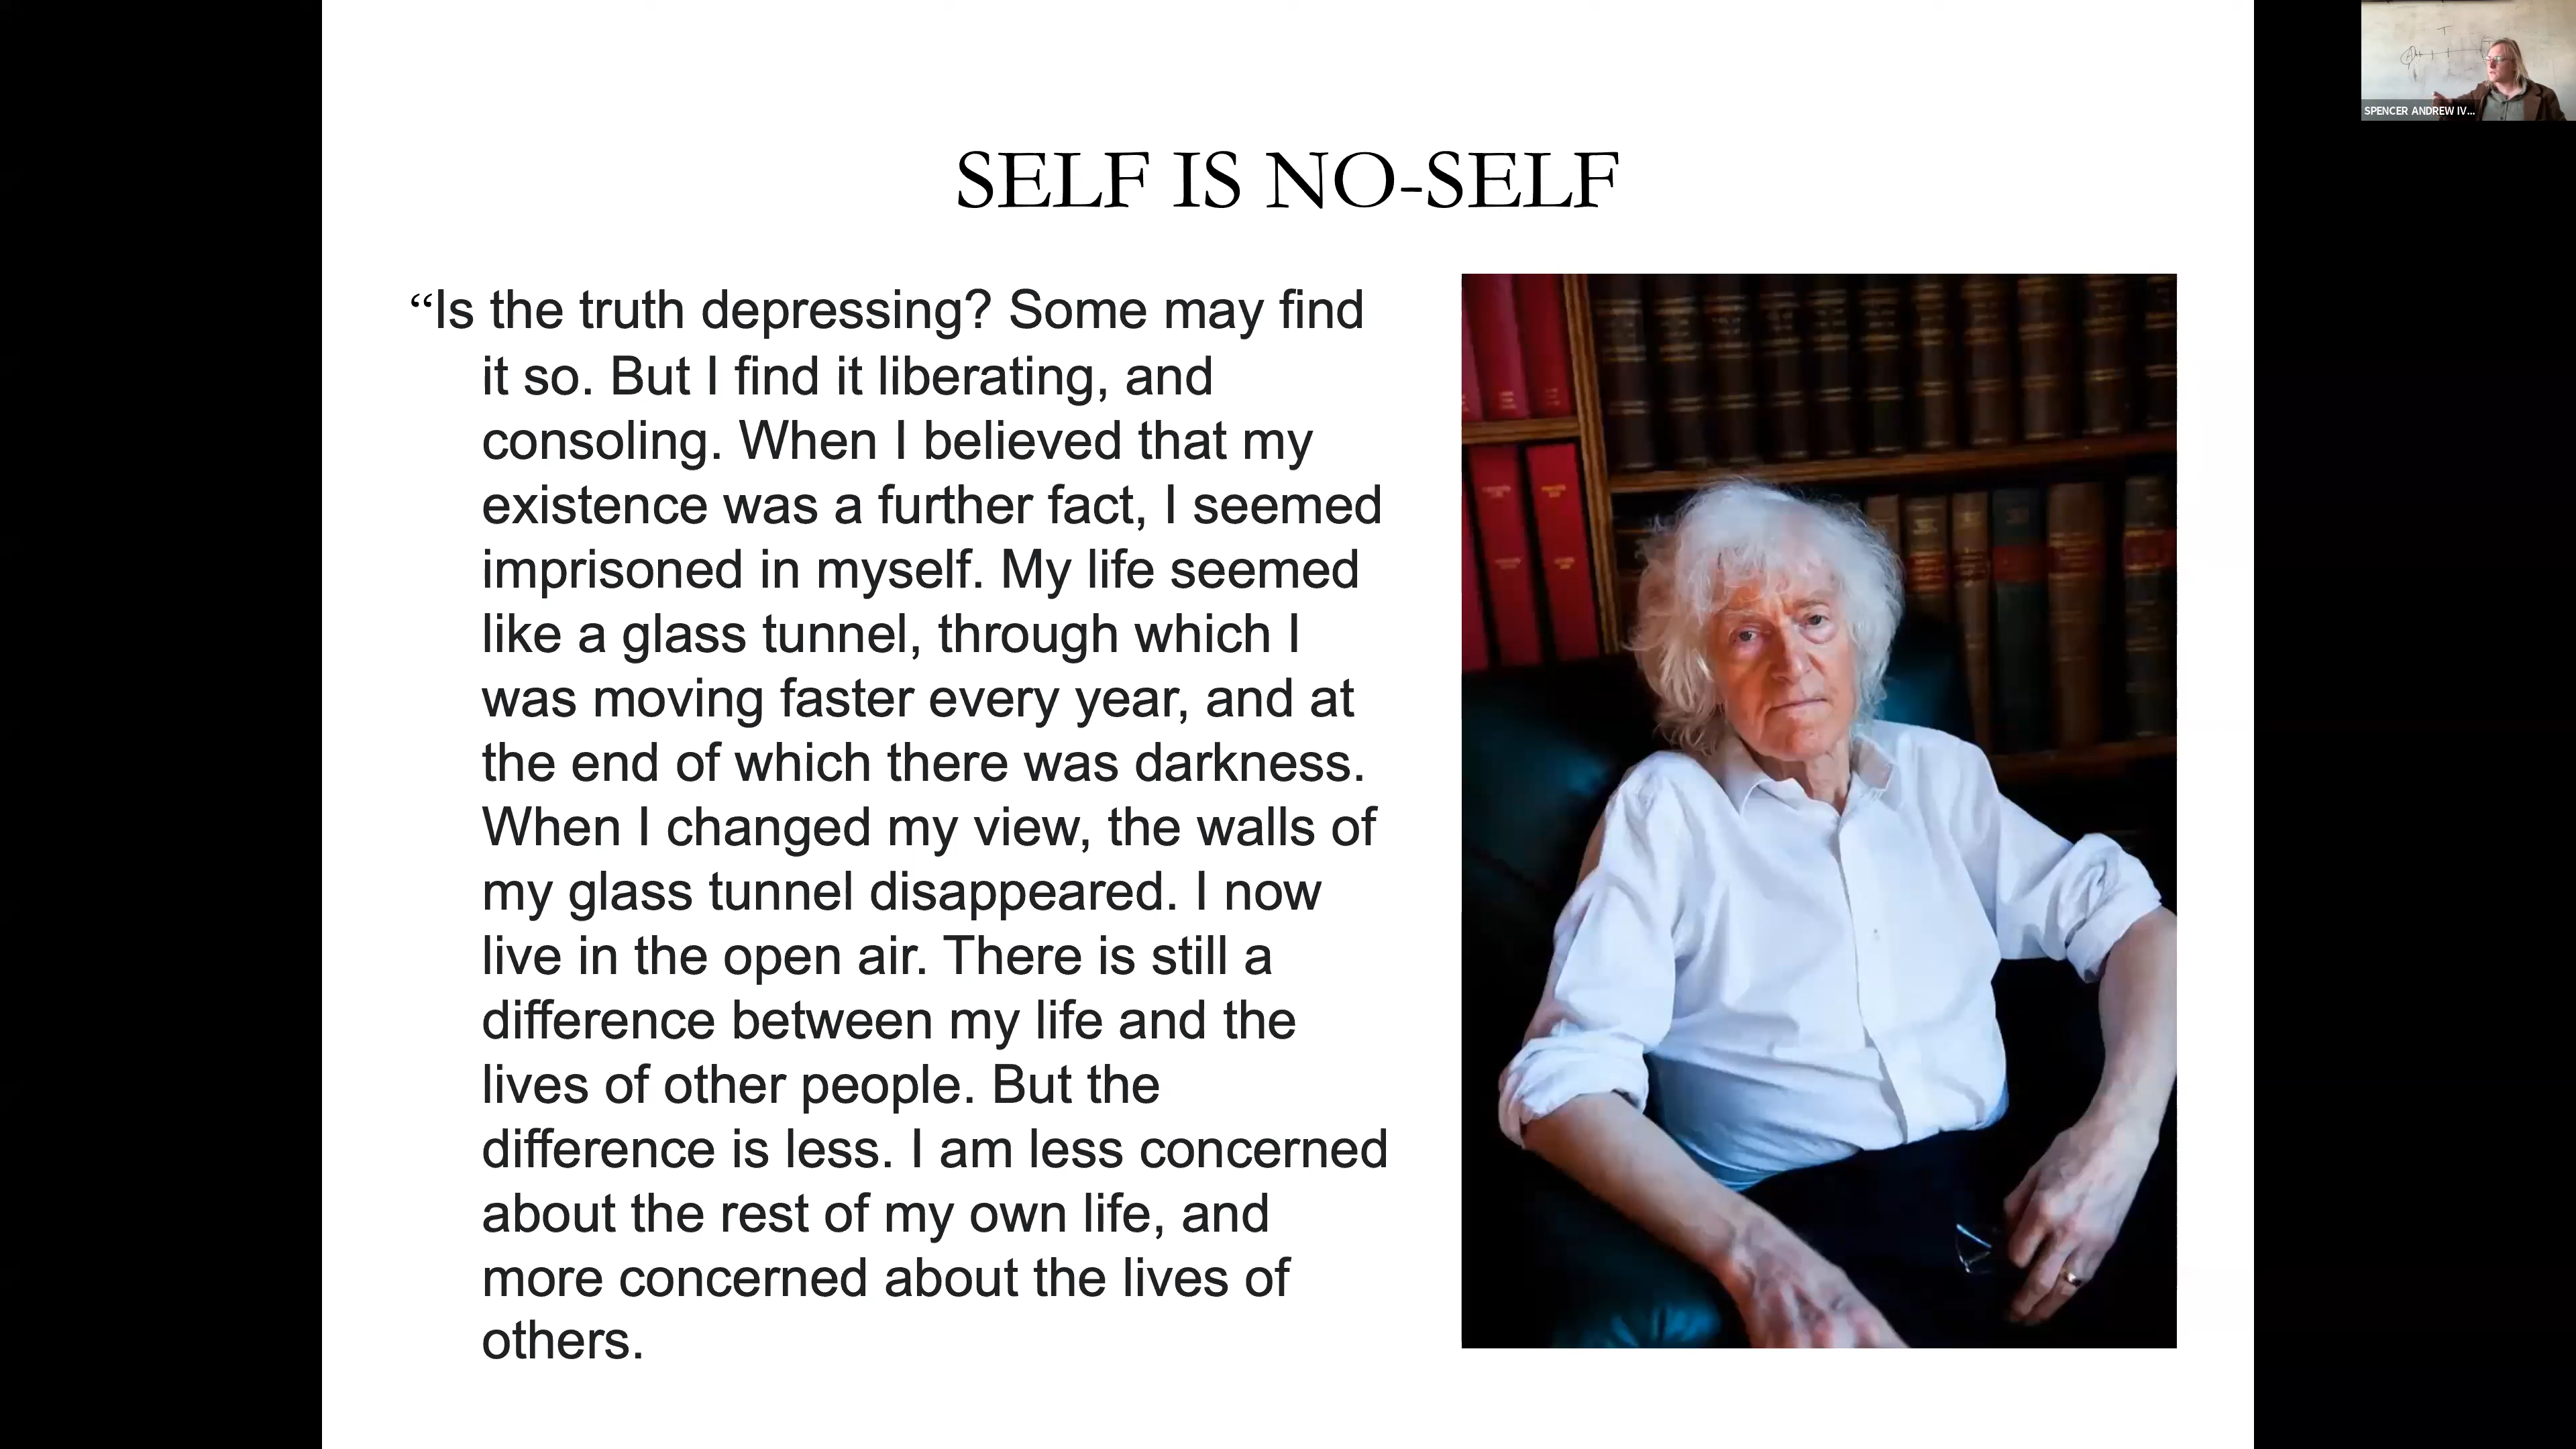 SPENCER ANDREW IV...
SELF IS NO-SELF
“Is the truth depressing? Some may find
it so. But I find it liberating, and
consoling. When I believed that my
existence was a further fact, I seemed
imprisoned in myself. My life seemed
like a glass tunnel, through which I
was moving faster every year, and at
the end of which there was darkness.
When I changed my view, the walls of
my glass tunnel disappeared. I now
live in the open air. There is still a
difference between my life and the
lives of other people. But the
difference is less. I am less concerned
about the rest of my own life, and
more concerned about the lives of
others.